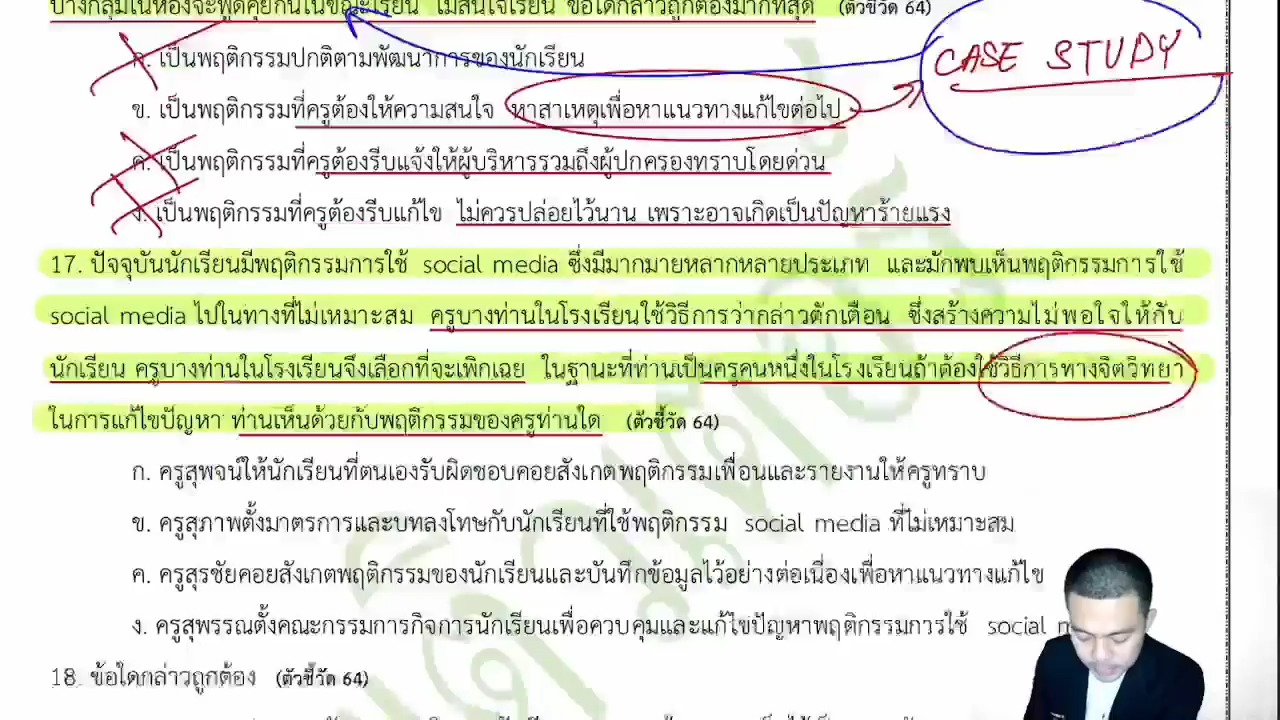 บางกลุ่มในห้องจะพูดคุยกันในขณะเรียน ไม่สนใจเรียน ข้อใดกล่าวถูกต้องมากที่สุด (ตัวชี้วัด 64)
ก. เป็นพฤติกรรมปกติตามพัฒนาการของนักเรียน
CASE STUDY
ข. เป็นพฤติกรรมที่ครูต้องให้ความสนใจ หาสาเหตุเพื่อหาแนวทางแก้ไขต่อไป
ค. เป็นพฤติกรรมที่ครูต้องรีบแจ้งให้ผู้บริหารรวมถึงผู้ปกครองทราบโดยด่วน
ง. เป็นพฤติกรรมที่ครูต้องรีบแก้ไข ไม่ควรปล่อยไว้นาน เพราะอาจเกิดเป็นปัญหาร้ายแรง
17. ปัจจุบันนักเรียนมีพฤติกรรมการใช้ social media ซึ่งมีมากมายหลากหลายประเภท และมักพบเห็นพฤติกรรมการใช้
social media ไปในทางที่ไม่เหมาะสม ครูบางท่านในโรงเรียนใช้วิธีการว่ากล่าวตักเตือน ซึ่งสร้างความไม่พอใจให้กับ
นักเรียน ครูบางท่านในโรงเรียนจึงเลือกที่จะเพิกเฉย ในฐานะที่ท่านเป็นครูคนหนึ่งในโรงเรียนถ้าต้องใช้วิธีการทางจิตวิทยา
ในการแก้ไขปัญหา ท่านเห็นด้วยกับพฤติกรรมของครูท่านใด (ตัวชี้วัด 64)
ก. ครูสุพจน์ให้นักเรียนที่ตนเองรับผิดชอบคอยสังเกตพฤติกรรมเพื่อนและรายงานให้ครูทราบ
ข. ครูสุภาพตั้งมาตรการและบทลงโทษกับนักเรียนที่ใช้พฤติกรรม social media ที่ไม่เหมาะสม
ค. ครูสุรชัยคอยสังเกตพฤติกรรมของนักเรียนและบันทึกข้อมูลไว้อย่างต่อเนื่องเพื่อหาแนวทางแก้ไข
ง. ครูสุพรรณตั้งคณะกรรมการกิจการนักเรียนเพื่อควบคุมและแก้ไขปัญหาพฤติกรรมการใช้ social
18. ข้อใดกล่าวถูกต้อง (ตัวชี้วัด 64)